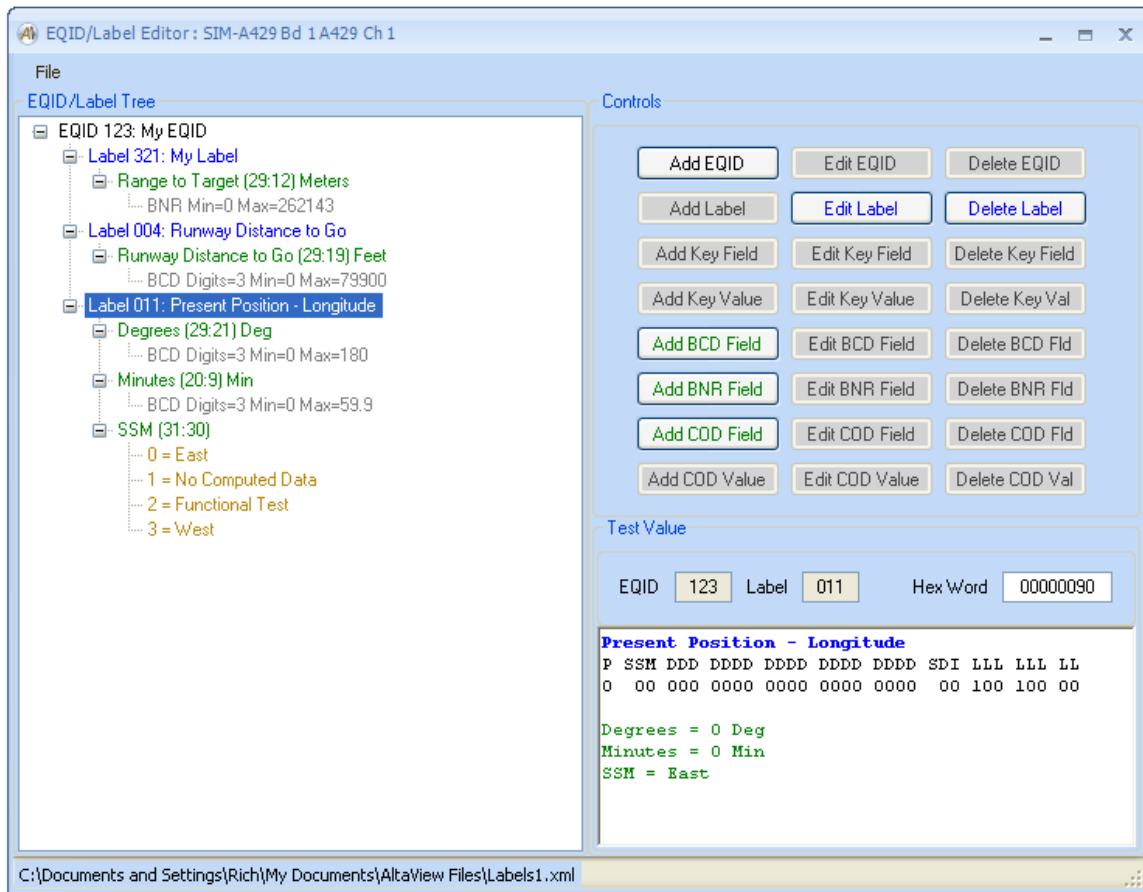 EQID/Label Editor : SIM-A429 Bd 1 A429 Ch 1
File
EQID/Label Tree
EQID 123: My EQID
Label 321: My Label
Range to Target (29:12) Meters
BNR Min=0 Max=262143
Label 004: Runway Distance to Go
Runway Distance to Go (29:19) Feet
BCD Digits=3 Min=0 Max=79900
Label 011: Present Position - Longitude
Degrees (29:21) Deg
BCD Digits=3 Min=0 Max=180
Minutes (20:9) Min
BCD Digits=3 Min=0 Max=59.9
SSM (31:30)
0 = East
1 = No Computed Data
2 = Functional Test
3 = West
Controls
Add EQID Edit EQID Delete EQID
Add Label Edit Label Delete Label
Add Key Field Edit Key Field Delete Key Field
Add Key Value Edit Key Value Delete Key Val
Add BCD Field Edit BCD Field Delete BCD Fld
Add BNR Field Edit BNR Field Delete BNR Fld
Add COD Field Edit COD Field Delete COD Fld
Add COD Value Edit COD Value Delete COD Val
Test Value
EQID 123 Label 011 Hex Word 00000090
Present Position - Longitude
P SSM DDD DDDD DDDD DDDD DDDD SDI LLL LLL LL
0 00 000 0000 0000 0000 0000 00 100 100 00
Degrees = 0 Deg
Minutes = 0 Min
SSM = East
C:\Documents and Settings\Rich\My Documents\AltaView Files\Labels1.xml